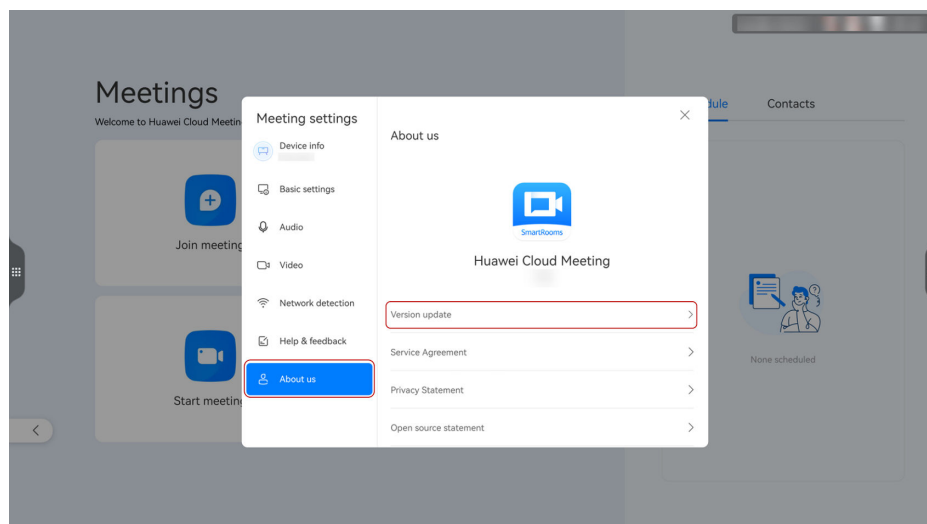 Meetings
Welcome to Huawei Cloud Meetin
Join meeting
Start meeting
Meeting settings
Device info
Basic settings
Audio
Video
Network detection
Help & feedback
About us
About us
SmartRooms
Huawei Cloud Meeting
Version update
Service Agreement
Privacy Statement
Open source statement
dule
Contacts
None scheduled